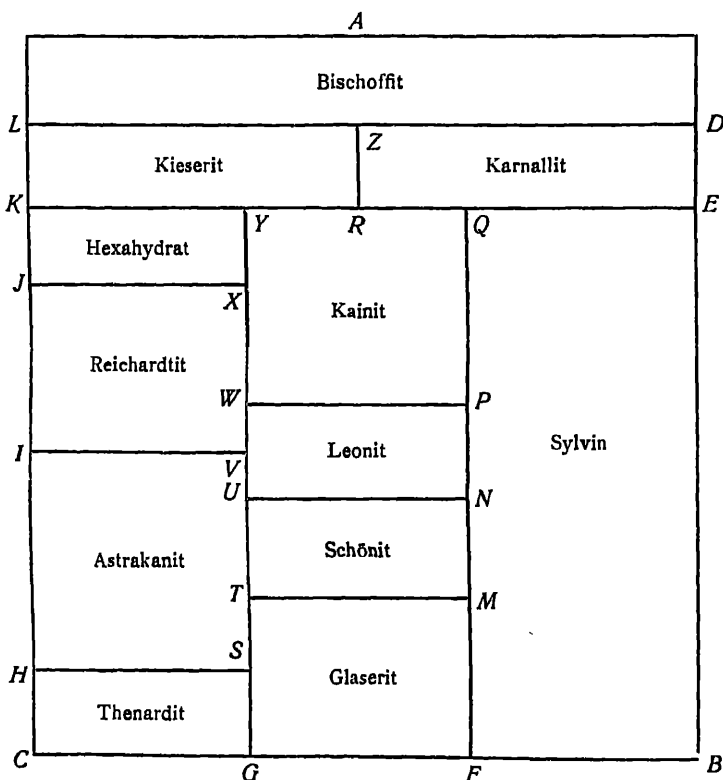 A
Bischoffit
L D
Z
Kieserit Karnallit
K E
Y R Q
Hexahydrat
J
X
Kainit
Reichardtit
W P
I Leonit Sylvin
V
U N
Schönit
Astrakanit
T M
S
H
Glaserit
Thenardit
C G F B